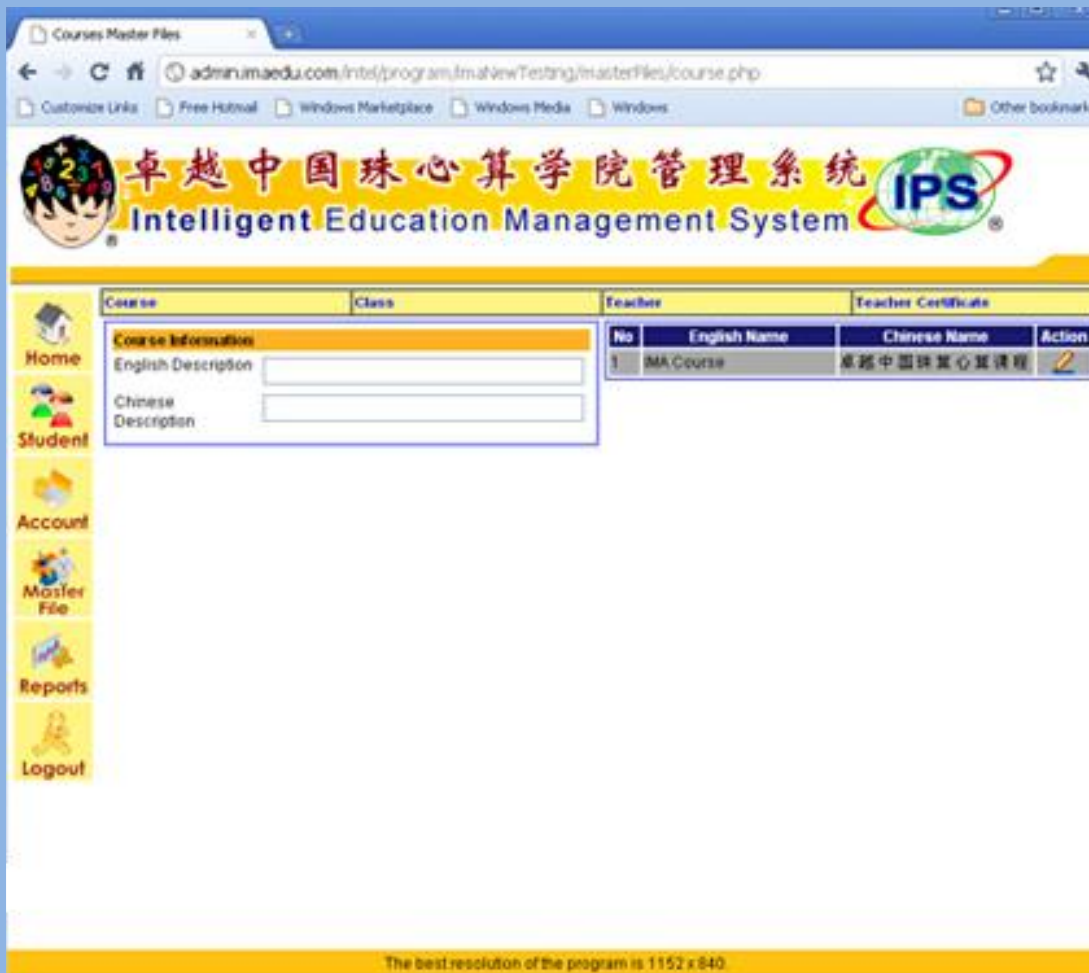 Courses Master Files
admin.imaedu.com/intel/program/ImaNewTesting/masterFiles/course.php
Customize Links Free Hotmail Windows Marketplace Windows Media Windows Other bookmark
卓越中国珠心算学院管理系统
Intelligent Education Management System
IPS
®
®
Course Class Teacher Teacher Certificate
Course Information
English Description
Chinese Description
No English Name Chinese Name Action
1 IMA Course 卓越中国珠算心算课程
Home
Student
Account
Master File
Reports
Logout
The best resolution of the program is 1152 x 840.